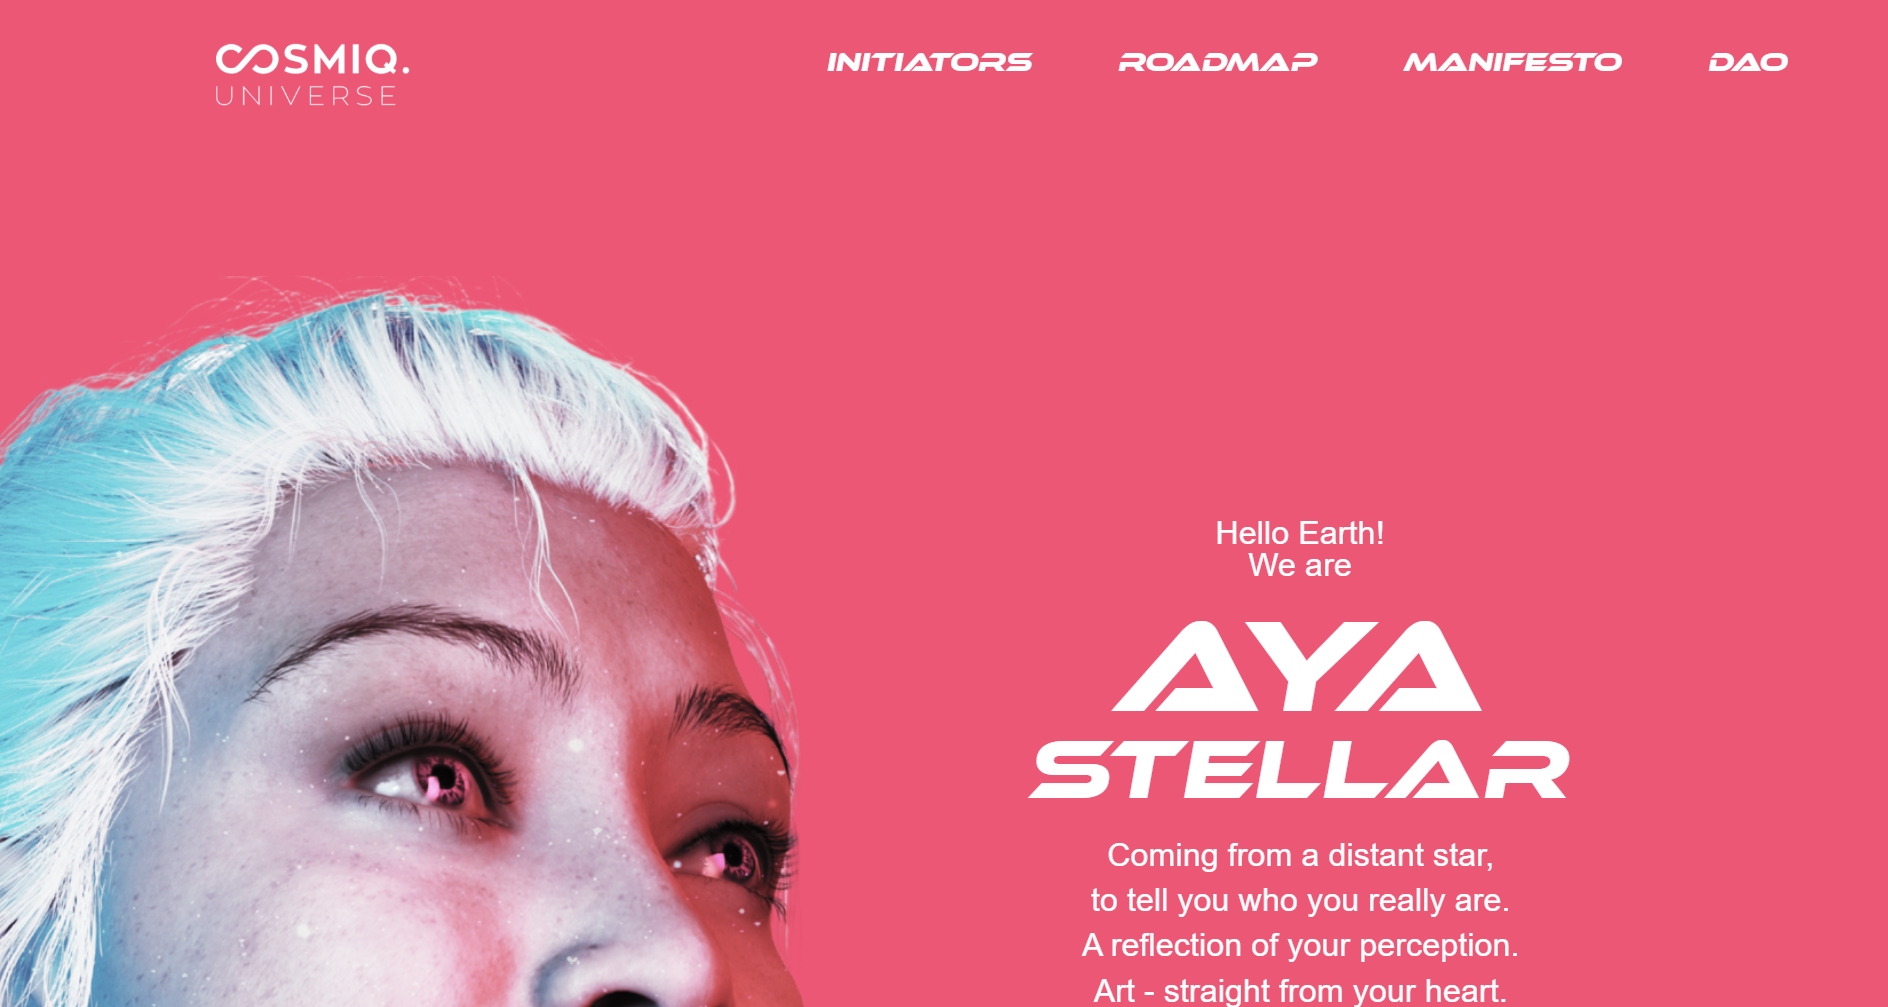 COSMIQ.
UNIVERSE
INITIATORS ROADMAP MANIFESTO DAO
Hello Earth!
We are
AYA
STELLAR
Coming from a distant star,
to tell you who you really are.
A reflection of your perception.
Art - straight from your heart.